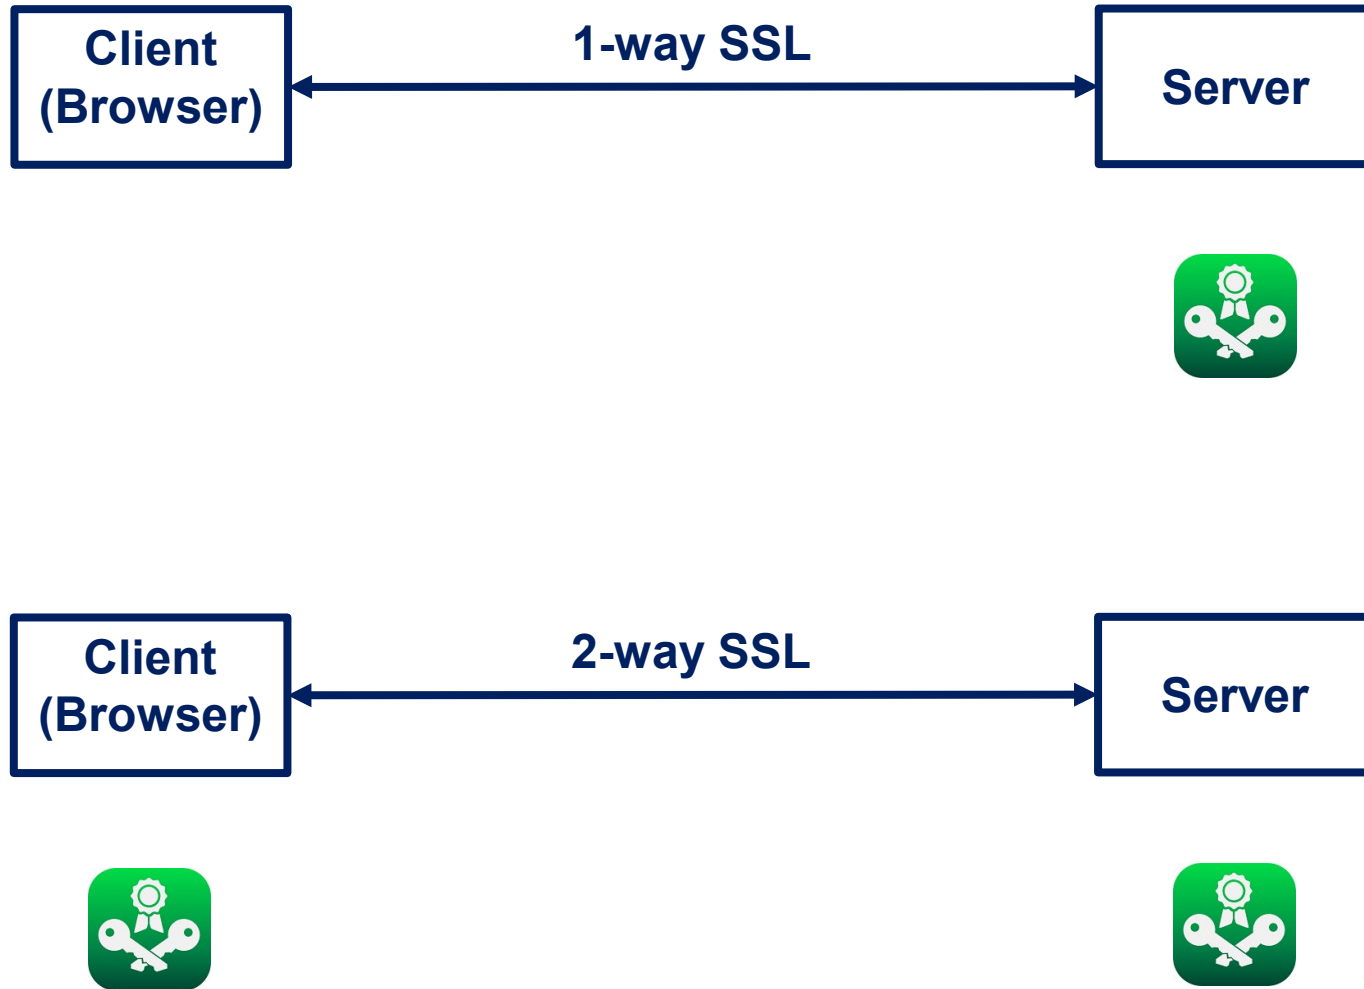 Client
(Browser)
1-way SSL
Server
Client
(Browser)
2-way SSL
Server